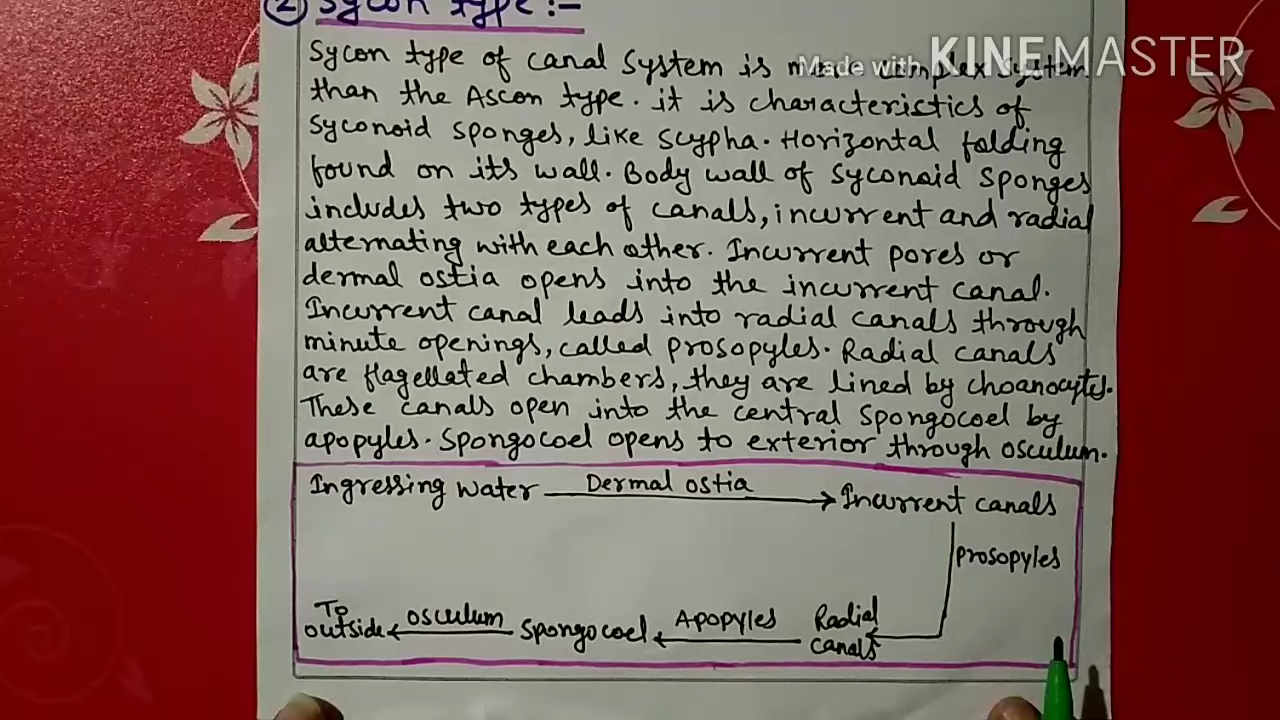 ② Sycon type :-
Made with KINEMASTER
Sycon type of canal System is more complex system
than the Ascon type. it is characteristics of
Syconoid sponges, like Scypha. Horizontal folding
found on its wall. Body wall of Syconoid Sponges
includes two types of canals, incurrent and radial
alternating with each other. Incurrent pores or
dermal ostia opens into the incurrent canal.
Incurrent canal leads into radial canals through
minute openings, called prosopyles. Radial canals
are flagellated chambers, they are lined by choanocytes.
These canals open into the central Spongocoel by
apopyles. Spongocoel opens to exterior through osculum.
Ingressing water Dermal ostia Incurrent canals
Prosopyles
To outside osculum Spongocoel Apopyles Radial canals